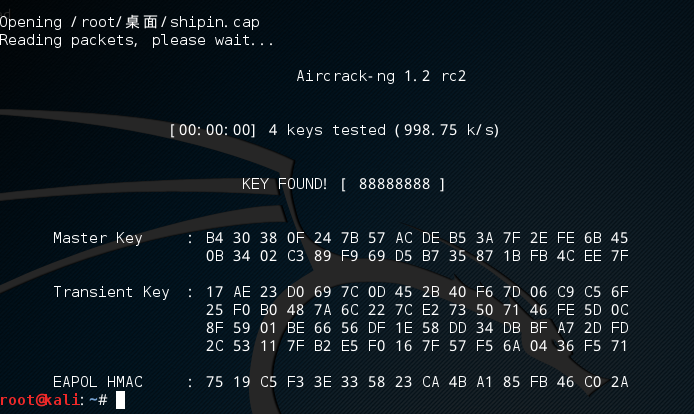 Opening /root/桌面/shipin.cap
Reading packets, please wait...
Aircrack-ng 1.2 rc2
[00:00:00] 4 keys tested (998.75 k/s)
KEY FOUND! [ 88888888 ]
Master Key : B4 30 38 0F 24 7B 57 AC DE B5 3A 7F 2E FE 6B 45
0B 34 02 C3 89 F9 69 D5 B7 35 87 1B FB 4C EE 7F
Transient Key : 17 AE 23 D0 69 7C 0D 45 2B 40 F6 7D 06 C9 C5 6F
25 F0 B0 48 7A 6C 22 7C E2 73 50 71 46 FE 5D 0C
8F 59 01 BE 66 56 DF 1E 58 DD 34 DB BF A7 2D FD
2C 53 11 7F B2 E5 F0 16 7F 57 F5 6A 04 36 F5 71
EAPOL HMAC : 75 19 C5 F3 3E 33 58 23 CA 4B A1 85 FB 46 C0 2A
root@kali:~#